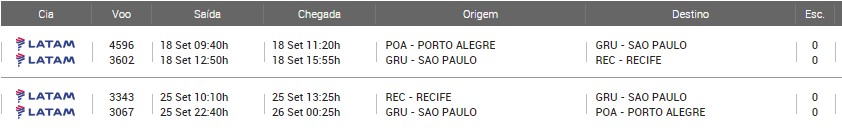 Cia Voo Saída Chegada Origem Destino Esc.
LATAM 4596 18 Set 09:40h 18 Set 11:20h POA - PORTO ALEGRE GRU - SAO PAULO 0
LATAM 3602 18 Set 12:50h 18 Set 15:55h GRU - SAO PAULO REC - RECIFE 0
LATAM 3343 25 Set 10:10h 25 Set 13:25h REC - RECIFE GRU - SAO PAULO 0
LATAM 3067 25 Set 22:40h 26 Set 00:25h GRU - SAO PAULO POA - PORTO ALEGRE 0